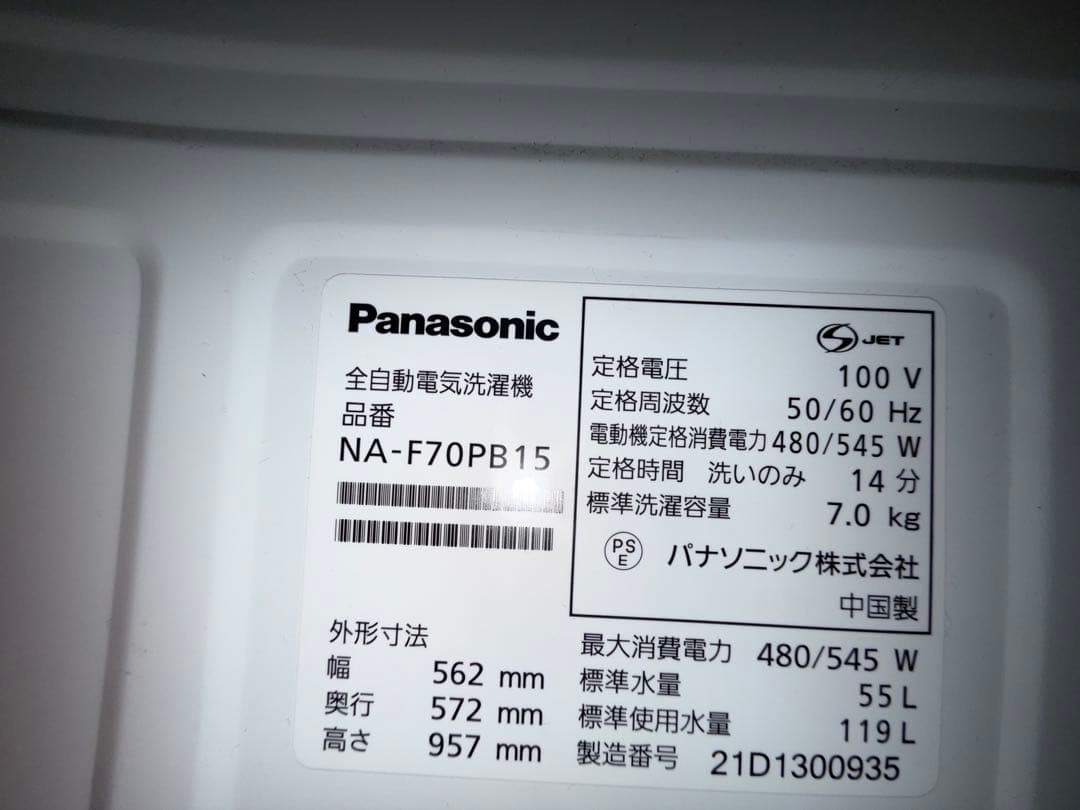 Panasonic
全自動電気洗濯機
品番
NA-F70PB15
外形寸法
幅 562 mm
奥行 572 mm
高さ 957 mm
JET
定格電圧 100 V
定格周波数 50/60 Hz
電動機定格消費電力 480/545 W
定格時間 洗いのみ 14 分
標準洗濯容量 7.0 kg
PS
E
パナソニック株式会社
中国製
最大消費電力 480/545 W
標準水量 55 L
標準使用水量 119 L
製造番号 21D1300935